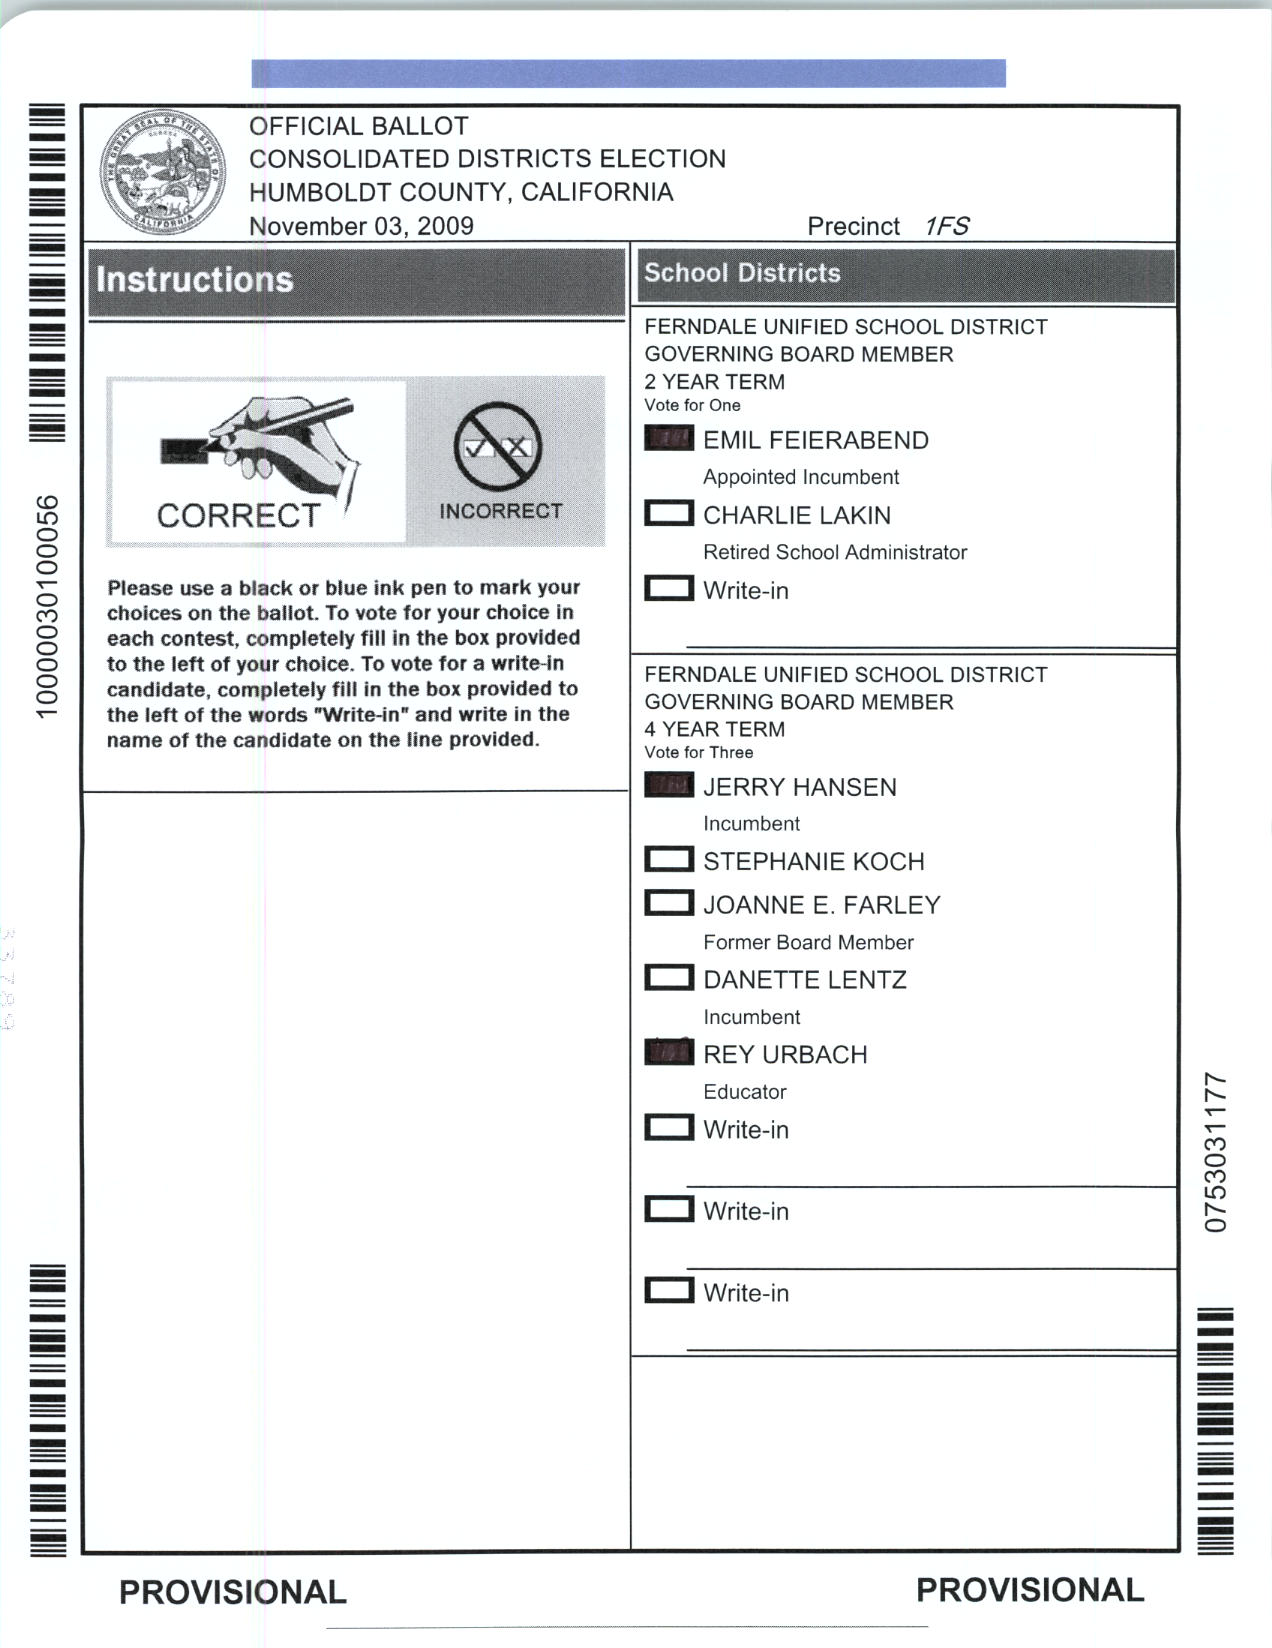 OFFICIAL BALLOT
CONSOLIDATED DISTRICTS ELECTION
HUMBOLDT COUNTY, CALIFORNIA
November 03, 2009
Precinct 1FS
THE GREAT SEAL OF THE STATE OF CALIFORNIA
EUREKA
Instructions
CORRECT
INCORRECT
Please use a black or blue ink pen to mark your
choices on the ballot. To vote for your choice in
each contest, completely fill in the box provided
to the left of your choice. To vote for a write-in
candidate, completely fill in the box provided to
the left of the words "Write-in" and write in the
name of the candidate on the line provided.
School Districts
FERNDALE UNIFIED SCHOOL DISTRICT
GOVERNING BOARD MEMBER
2 YEAR TERM
Vote for One
EMIL FEIERABEND
Appointed Incumbent
CHARLIE LAKIN
Retired School Administrator
Write-in
FERNDALE UNIFIED SCHOOL DISTRICT
GOVERNING BOARD MEMBER
4 YEAR TERM
Vote for Three
JERRY HANSEN
Incumbent
STEPHANIE KOCH
JOANNE E. FARLEY
Former Board Member
DANETTE LENTZ
Incumbent
REY URBACH
Educator
Write-in
Write-in
Write-in
10000030100056
0753031177
PROVISIONAL
PROVISIONAL